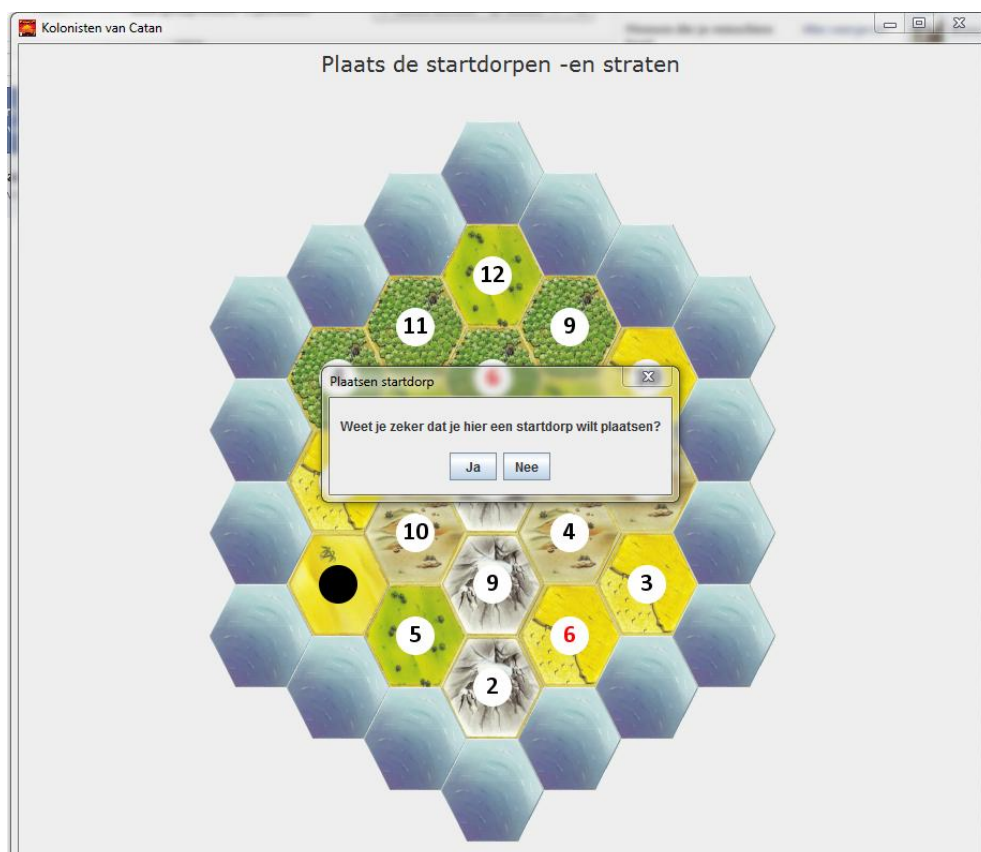 Kolonisten van Catan
Plaats de startdorpen -en straten
12
11
9
6
Plaatsen startdorp
Weet je zeker dat je hier een startdorp wilt plaatsen?
Ja
Nee
10
4
9
3
5
6
2